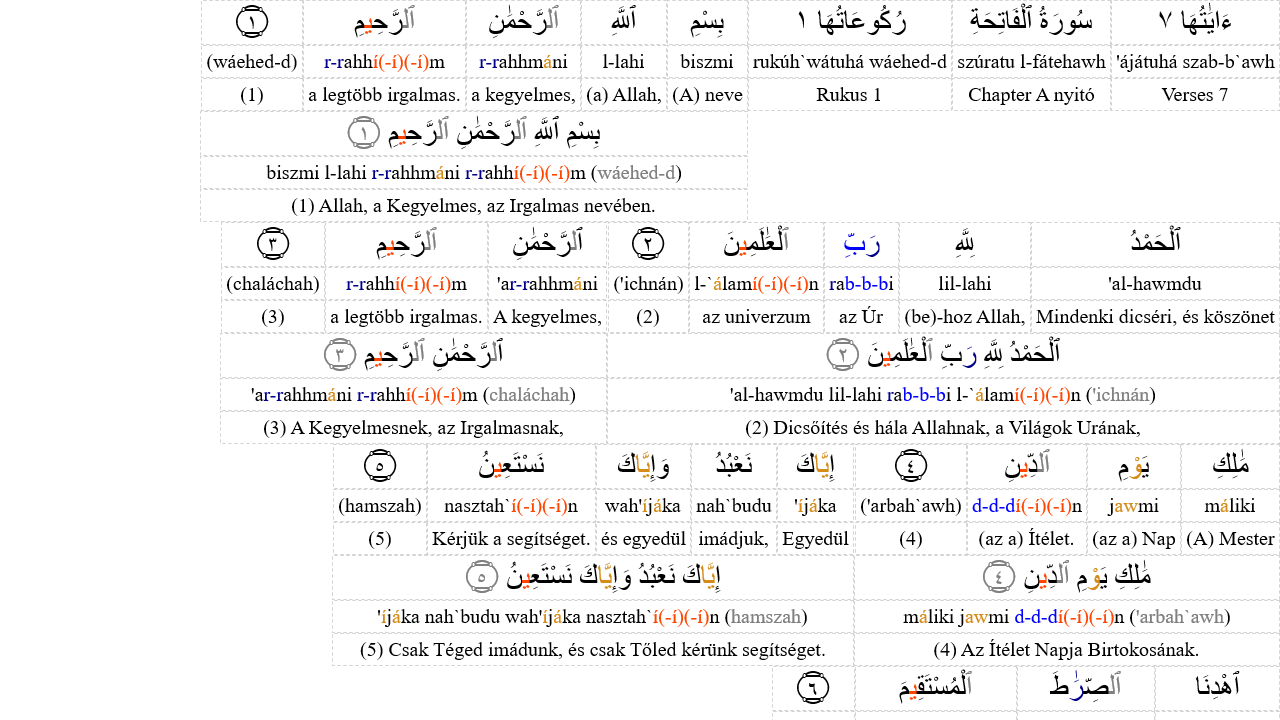 ءَايَٰتُهَا ٧ سُورَةُ ٱلْفَاتِحَةِ رُكُوعَاتُهَا ١ بِسْمِ ٱللَّهِ ٱلرَّحْمَٰنِ ٱلرَّحِيمِ ١
'ájátuhá szab-b`awh szúratu l-fátehawh rukúh`wátuhá wáehed-d biszmi l-lahi r-rahhmáni r-rahhí(-í)(-í)m (wáehed-d)
Verses 7 Chapter A nyitó Rukus 1 (A) neve (a) Allah, a kegyelmes, a legtöbb irgalmas. (1)
بِسْمِ ٱللَّهِ ٱلرَّحْمَٰنِ ٱلرَّحِيمِ ١
biszmi l-lahi r-rahhmáni r-rahhí(-í)(-í)m (wáehed-d)
(1) Allah, a Kegyelmes, az Irgalmas nevében.
ٱلْحَمْدُ لِلَّهِ رَبِّ ٱلْعَٰلَمِينَ ٢ ٱلرَّحْمَٰنِ ٱلرَّحِيمِ ٣
'al-hawmdu lil-lahi rab-b-bi l-`álamí(-í)(-í)n ('ichnán) 'ar-rahhmáni r-rahhí(-í)(-í)m (chaláchah)
Mindenki dicséri, és köszönet (be)-hoz Allah, az Úr az univerzum (2) A kegyelmes, a legtöbb irgalmas. (3)
ٱلْحَمْدُ لِلَّهِ رَبِّ ٱلْعَٰلَمِينَ ٢ ٱلرَّحْمَٰنِ ٱلرَّحِيمِ ٣
'al-hawmdu lil-lahi rab-b-bi l-`álamí(-í)(-í)n ('ichnán) 'ar-rahhmáni r-rahhí(-í)(-í)m (chaláchah)
(2) Dicsőítés és hála Allahnak, a Világok Urának, (3) A Kegyelmesnek, az Irgalmasnak,
مَٰلِكِ يَوْمِ ٱلدِّينِ ٤ إِيَّاكَ نَعْبُدُ وَإِيَّاكَ نَسْتَعِينُ ٥
máliki jawmi d-d-dí(-í)(-í)n ('arbah`awh) 'íjáka nah`budu wah'íjáka nasztah`í(-í)(-í)n (hamszah)
(A) Mester (az a) Nap (az a) Ítélet. (4) Egyedül imádjuk, és egyedül Kérjük a segítséget. (5)
مَٰلِكِ يَوْمِ ٱلدِّينِ ٤ إِيَّاكَ نَعْبُدُ وَإِيَّاكَ نَسْتَعِينُ ٥
máliki jawmi d-d-dí(-í)(-í)n ('arbah`awh) 'íjáka nah`budu wah'íjáka nasztah`í(-í)(-í)n (hamszah)
(4) Az Ítélet Napja Birtokosának. (5) Csak Téged imádunk, és csak Tőled kérünk segítséget.
ٱهْدِنَا ٱلصِّرَٰطَ ٱلْمُسْتَقِيمَ ٦